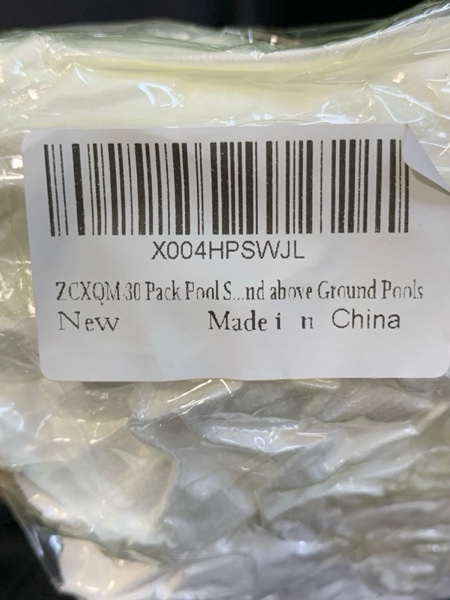 X004HPSWJL
ZCXQM 30 Pack Pool S...nd above Ground Pools
New Made i n China